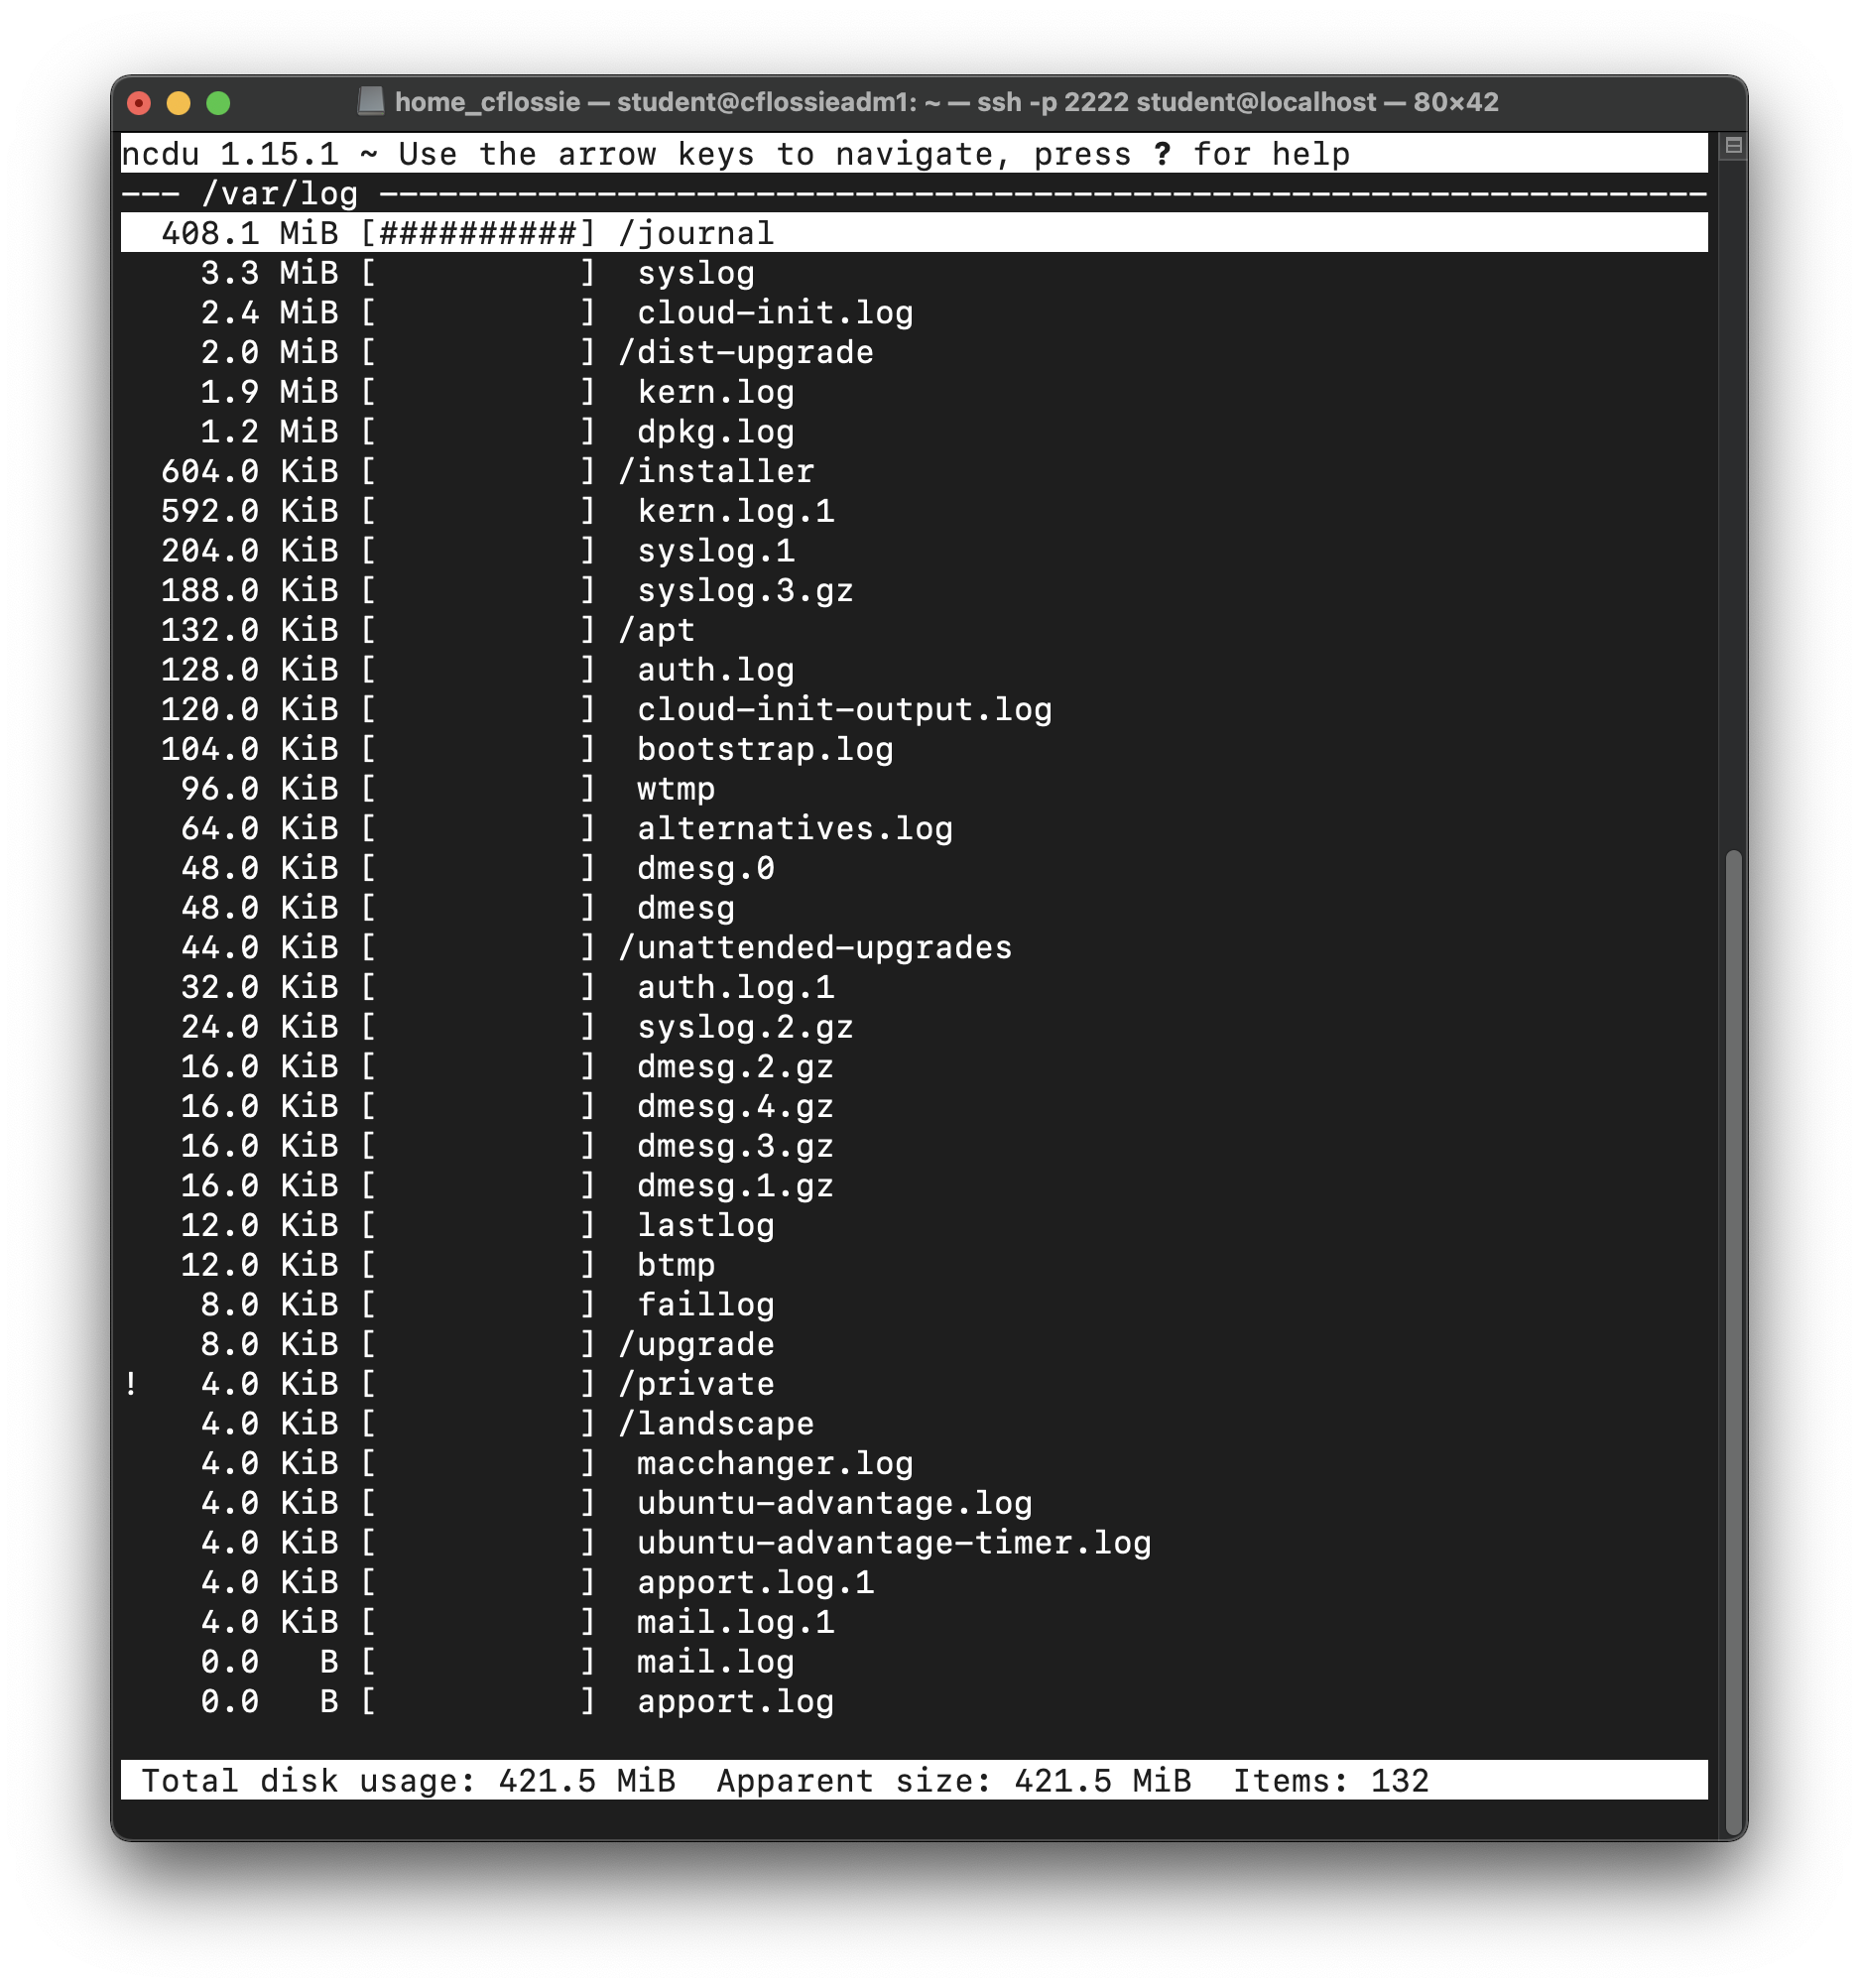 home_cflossie — student@cflossieadm1: ~ — ssh -p 2222 student@localhost — 80×42
ncdu 1.15.1 ~ Use the arrow keys to navigate, press ? for help
--- /var/log -------------------------------------------------------------------
  408.1 MiB [##########] /journal
    3.3 MiB [          ]  syslog
    2.4 MiB [          ]  cloud-init.log
    2.0 MiB [          ] /dist-upgrade
    1.9 MiB [          ]  kern.log
    1.2 MiB [          ]  dpkg.log
  604.0 KiB [          ] /installer
  592.0 KiB [          ]  kern.log.1
  204.0 KiB [          ]  syslog.1
  188.0 KiB [          ]  syslog.3.gz
  132.0 KiB [          ] /apt
  128.0 KiB [          ]  auth.log
  120.0 KiB [          ]  cloud-init-output.log
  104.0 KiB [          ]  bootstrap.log
   96.0 KiB [          ]  wtmp
   64.0 KiB [          ]  alternatives.log
   48.0 KiB [          ]  dmesg.0
   48.0 KiB [          ]  dmesg
   44.0 KiB [          ] /unattended-upgrades
   32.0 KiB [          ]  auth.log.1
   24.0 KiB [          ]  syslog.2.gz
   16.0 KiB [          ]  dmesg.2.gz
   16.0 KiB [          ]  dmesg.4.gz
   16.0 KiB [          ]  dmesg.3.gz
   16.0 KiB [          ]  dmesg.1.gz
   12.0 KiB [          ]  lastlog
   12.0 KiB [          ]  btmp
    8.0 KiB [          ]  faillog
    8.0 KiB [          ] /upgrade
!   4.0 KiB [          ] /private
    4.0 KiB [          ] /landscape
    4.0 KiB [          ]  macchanger.log
    4.0 KiB [          ]  ubuntu-advantage.log
    4.0 KiB [          ]  ubuntu-advantage-timer.log
    4.0 KiB [          ]  apport.log.1
    4.0 KiB [          ]  mail.log.1
    0.0   B [          ]  mail.log
    0.0   B [          ]  apport.log
 Total disk usage: 421.5 MiB  Apparent size: 421.5 MiB  Items: 132